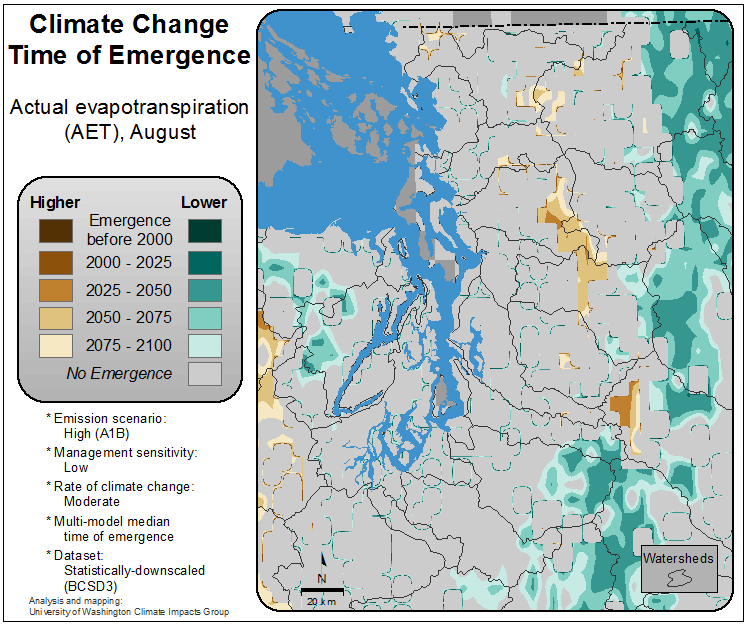 Climate Change
Time of Emergence
Actual evapotranspiration
(AET), August
Higher Lower
Emergence
before 2000
2000 - 2025
2025 - 2050
2050 - 2075
2075 - 2100
No Emergence
* Emission scenario:
High (A1B)
* Management sensitivity:
Low
* Rate of climate change:
Moderate
* Multi-model median
time of emergence
* Dataset:
Statistically-downscaled
(BCSD3)
Analysis and mapping:
University of Washington Climate Impacts Group
N
20 km
Watersheds